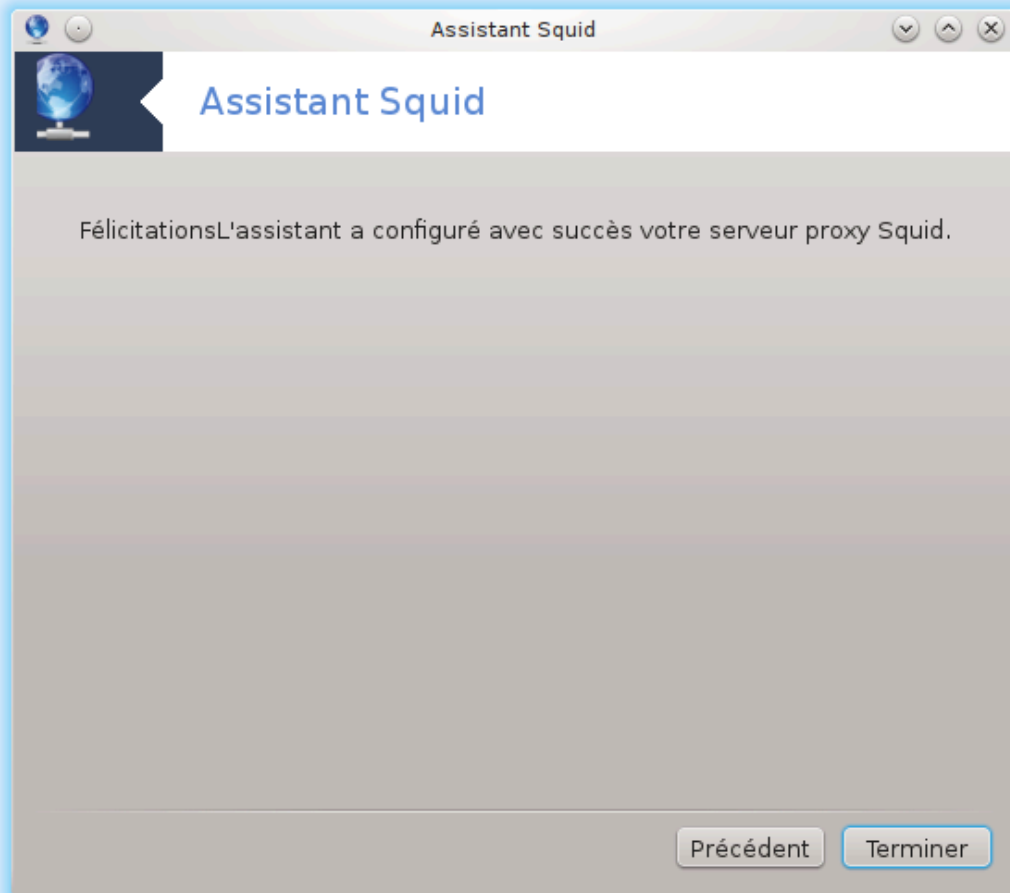 Assistant Squid
Assistant Squid
FélicitationsL'assistant a configuré avec succès votre serveur proxy Squid.
Précédent
Terminer